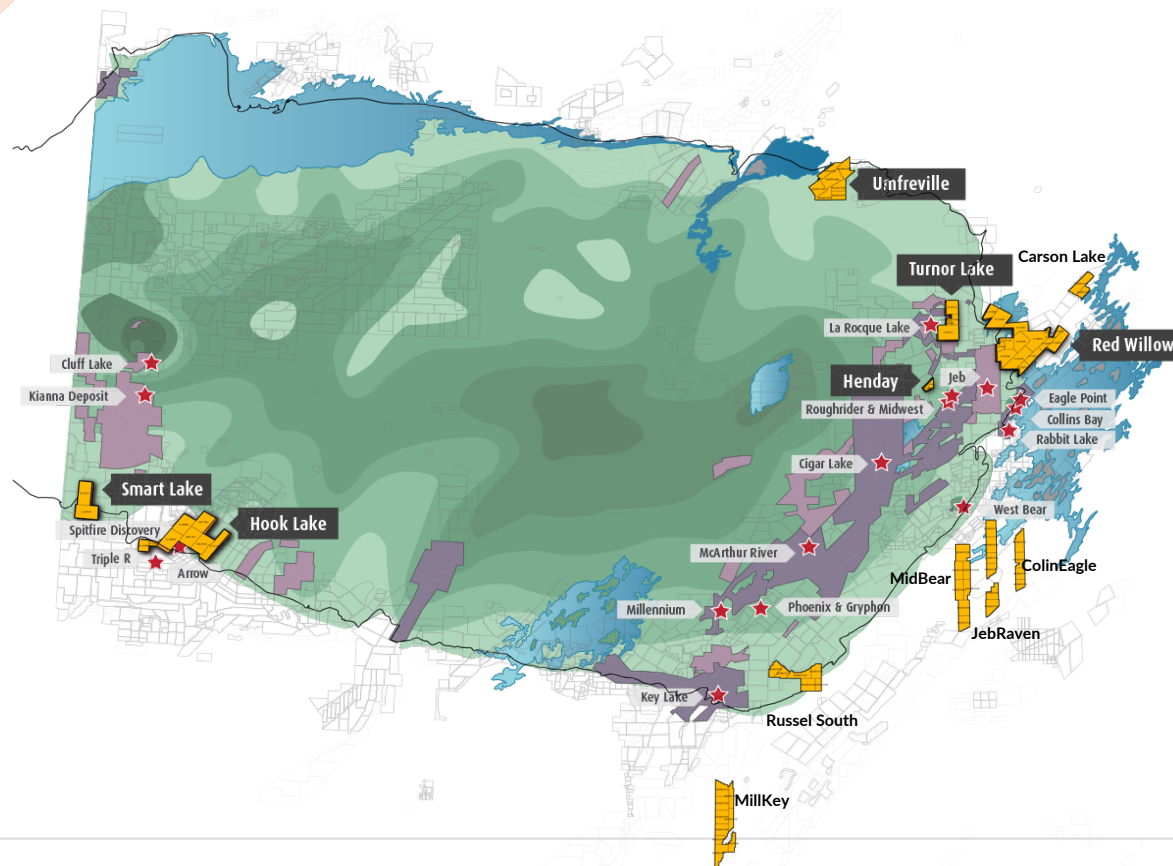 Umfreville
Carson Lake
Turnor Lake
La Rocque Lake
Red Willow
Cluff Lake
Henday
Jeb
Kianna Deposit
Roughrider & Midwest
Eagle Point
Collins Bay
Rabbit Lake
Cigar Lake
Smart Lake
West Bear
Hook Lake
Spitfire Discovery
McArthur River
Triple R
Arrow
ColinEagle
MidBear
Millennium
Phoenix & Gryphon
JebRaven
Key Lake
Russel South
MillKey